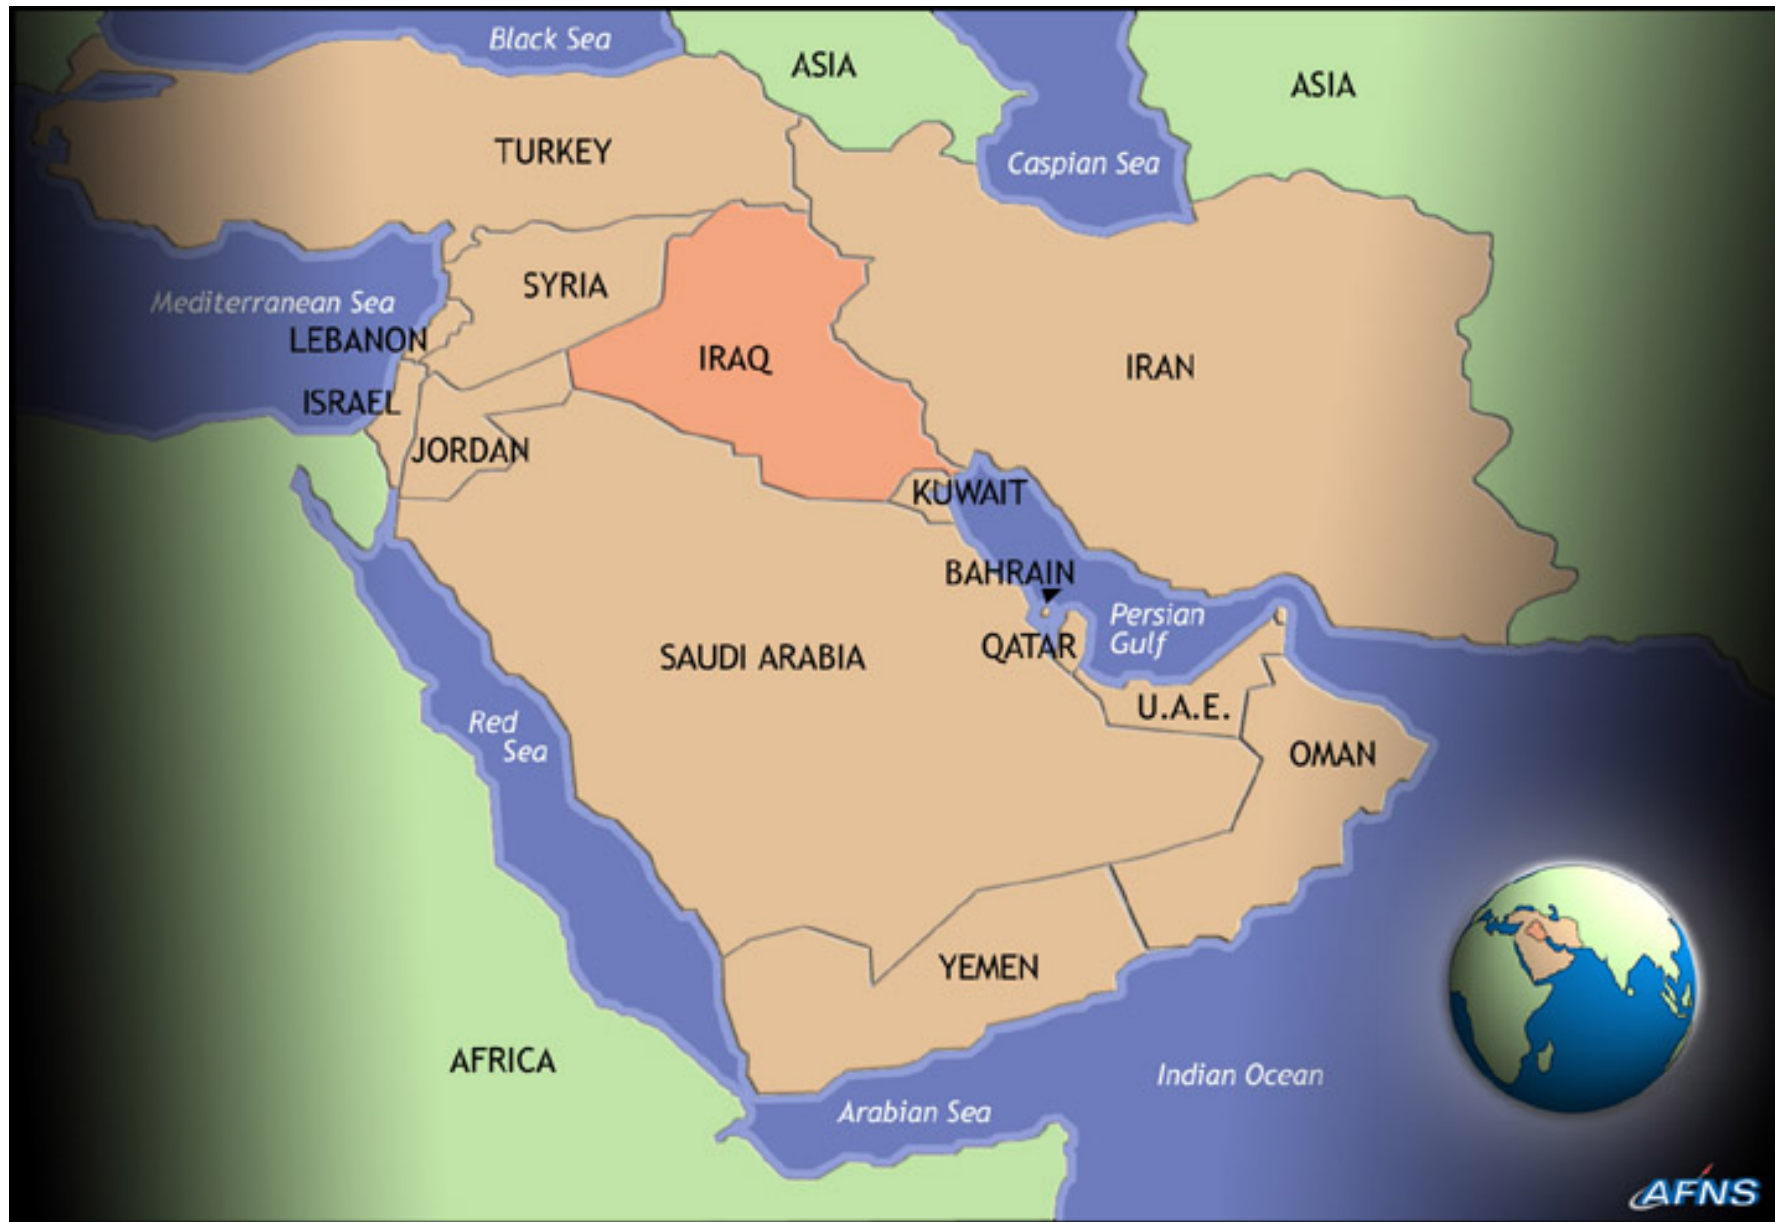 Black Sea
ASIA
ASIA
TURKEY
Caspian Sea
SYRIA
Mediterranean Sea
LEBANON
IRAQ
IRAN
ISRAEL
JORDAN
KUWAIT
BAHRAIN
Persian
Gulf
QATAR
SAUDI ARABIA
U.A.E.
Red
Sea
OMAN
YEMEN
AFRICA
Indian Ocean
Arabian Sea
AFNS